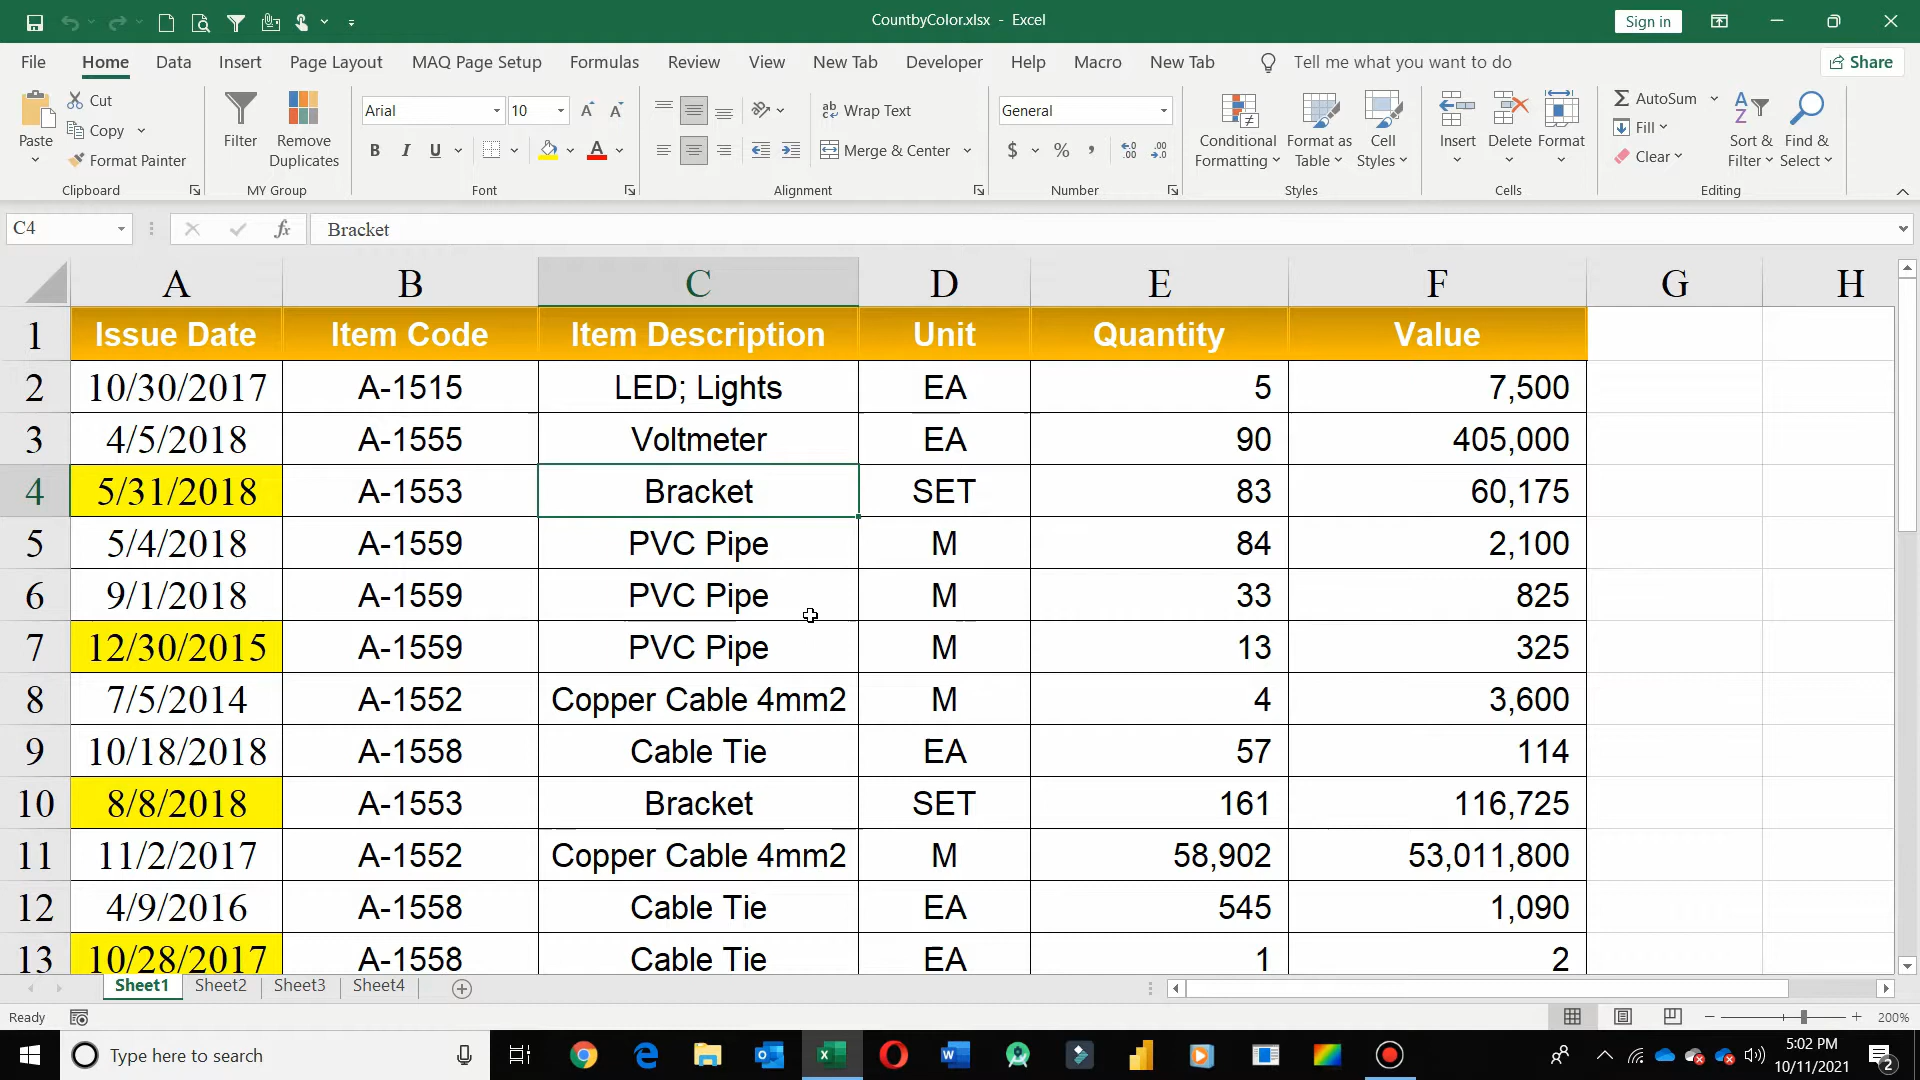 CountbyColor.xlsx - Excel
Sign in
File Home Data Insert Page Layout MAQ Page Setup Formulas Review View New Tab Developer Help Macro New Tab Tell me what you want to do Share
Paste
Cut
Copy
Format Painter
Clipboard
Filter
Remove Duplicates
MY Group
Arial 10
B I U A
Font
Wrap Text
Merge & Center
Alignment
General
$ % ,
Number
Conditional Formatting
Format as Table
Cell Styles
Styles
Insert Delete Format
Cells
AutoSum
Fill
Clear
Sort & Filter
Find & Select
Editing
C4 fx Bracket
A B C D E F G H
1 Issue Date Item Code Item Description Unit Quantity Value
2 10/30/2017 A-1515 LED; Lights EA 5 7,500
3 4/5/2018 A-1555 Voltmeter EA 90 405,000
4 5/31/2018 A-1553 Bracket SET 83 60,175
5 5/4/2018 A-1559 PVC Pipe M 84 2,100
6 9/1/2018 A-1559 PVC Pipe M 33 825
7 12/30/2015 A-1559 PVC Pipe M 13 325
8 7/5/2014 A-1552 Copper Cable 4mm2 M 4 3,600
9 10/18/2018 A-1558 Cable Tie EA 57 114
10 8/8/2018 A-1553 Bracket SET 161 116,725
11 11/2/2017 A-1552 Copper Cable 4mm2 M 58,902 53,011,800
12 4/9/2016 A-1558 Cable Tie EA 545 1,090
13 10/28/2017 A-1558 Cable Tie EA 1 2
Sheet1 Sheet2 Sheet3 Sheet4
Ready
200%
Type here to search
5:02 PM
10/11/2021
2